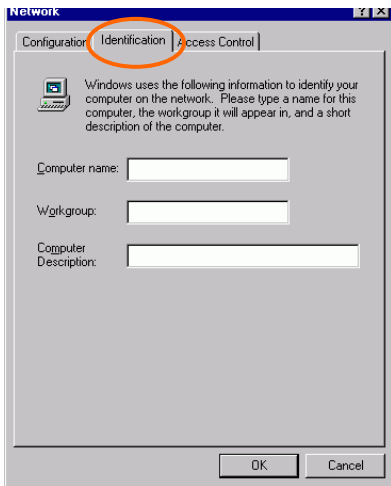 Network
Configuration Identification Access Control
Windows uses the following information to identify your
computer on the network. Please type a name for this
computer, the workgroup it will appear in, and a short
description of the computer.
Computer name:
Workgroup:
Computer
Description:
OK Cancel